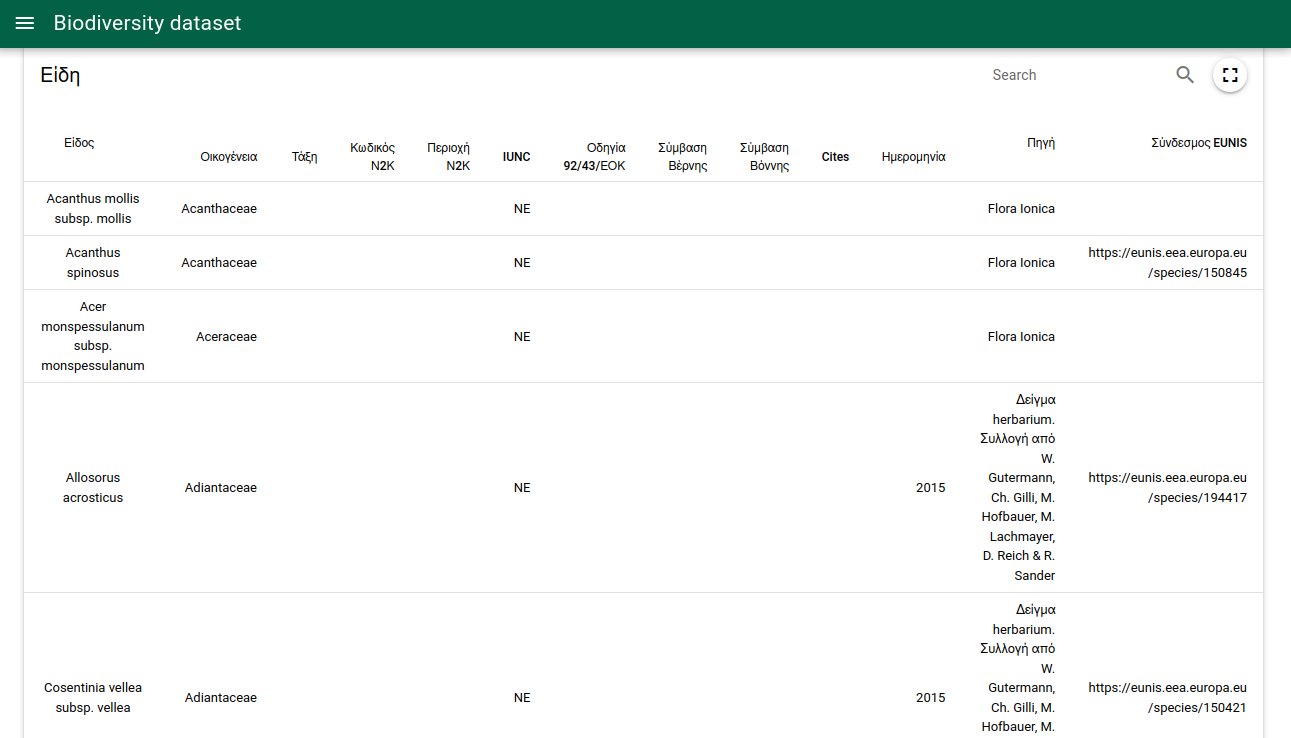 Biodiversity dataset
Είδη
Search
Είδος
Οικογένεια
Τάξη
Κωδικός
N2K
Περιοχή
N2K
IUNC
Οδηγία
92/43/ΕΟΚ
Σύμβαση
Βέρνης
Σύμβαση
Βόννης
Cites
Ημερομηνία
Πηγή
Σύνδεσμος EUNIS
Acanthus mollis
subsp. mollis
Acanthaceae
NE
Flora Ionica
Acanthus
spinosus
Acanthaceae
NE
Flora Ionica
https://eunis.eea.europa.eu
/species/150845
Acer
monspessulanum
subsp.
monspessulanum
Aceraceae
NE
Flora Ionica
Allosorus
acrosticus
Adiantaceae
NE
2015
Δείγμα
herbarium.
Συλλογή από
W.
Gutermann,
Ch. Gilli, M.
Hofbauer, M.
Lachmayer,
D. Reich & R.
Sander
https://eunis.eea.europa.eu
/species/194417
Cosentinia vellea
subsp. vellea
Adiantaceae
NE
2015
Δείγμα
herbarium.
Συλλογή από
W.
Gutermann,
Ch. Gilli, M.
Hofbauer, M.
https://eunis.eea.europa.eu
/species/150421